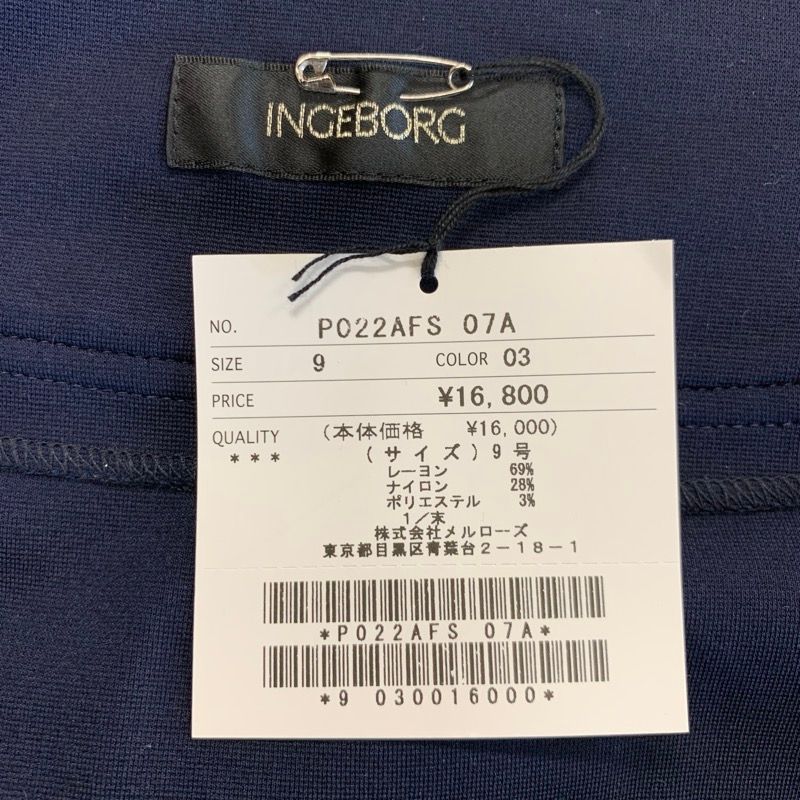 INGEBORG
NO. P022AFS 07A
SIZE 9 COLOR 03
PRICE ¥16,800
QUALITY (本体価格 ¥16,000)
*** (サイズ)9号
レーヨン 69%
ナイロン 28%
ポリエステル 3%
1/末
株式会社メルローズ
東京都目黒区青葉台2-18-1
*P022AFS 07A*
*9 030016000*